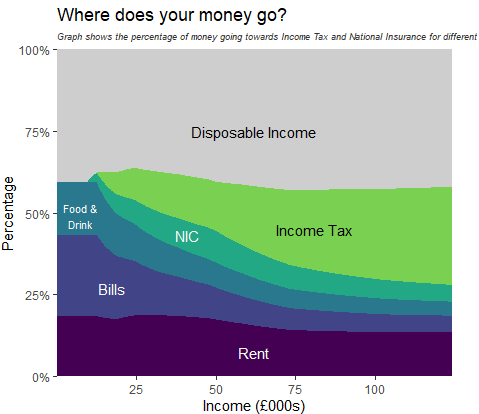 Where does your money go?
Graph shows the percentage of money going towards Income Tax and National Insurance for different
100%
75%
50%
25%
0%
Percentage
Disposable Income
Food &
Drink
NIC
Income Tax
Bills
Rent
25
50
75
100
Income (£000s)